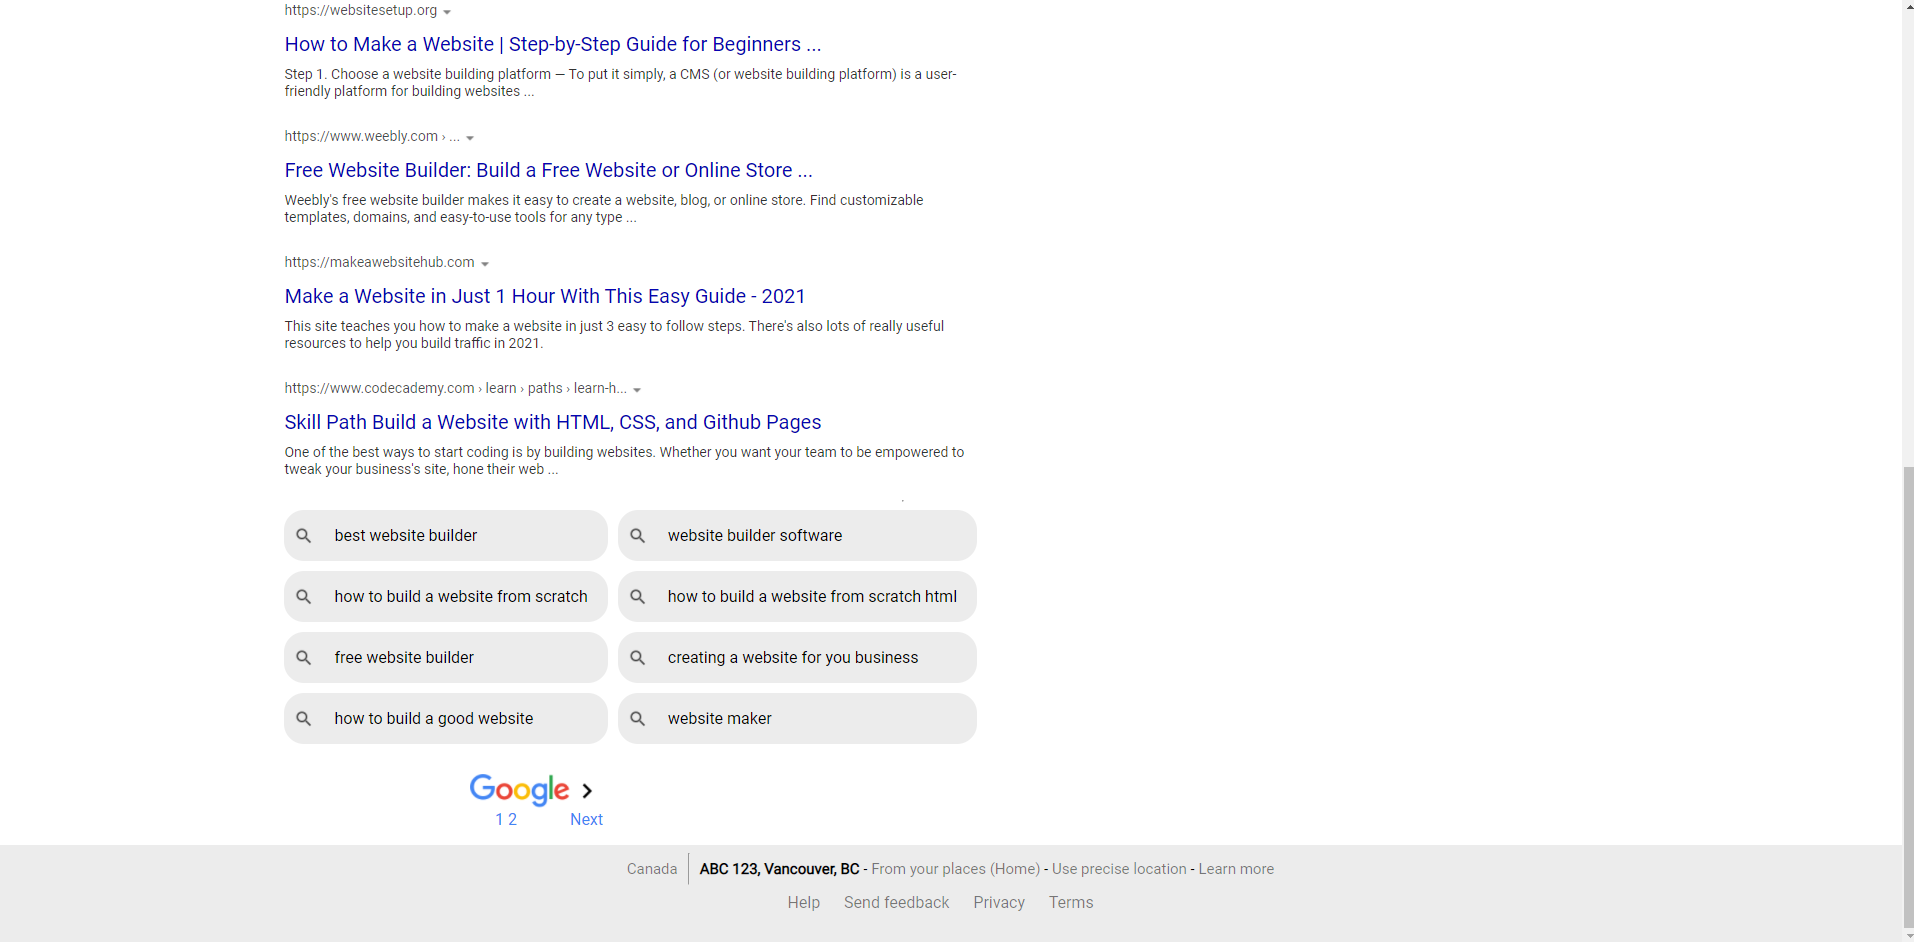 https://websitesetup.org
How to Make a Website | Step-by-Step Guide for Beginners ...
Step 1. Choose a website building platform — To put it simply, a CMS (or website building platform) is a user-
friendly platform for building websites ...
https://www.weebly.com › ...
Free Website Builder: Build a Free Website or Online Store ...
Weebly's free website builder makes it easy to create a website, blog, or online store. Find customizable
templates, domains, and easy-to-use tools for any type ...
https://makeawebsitehub.com
Make a Website in Just 1 Hour With This Easy Guide - 2021
This site teaches you how to make a website in just 3 easy to follow steps. There's also lots of really useful
resources to help you build traffic in 2021.
https://www.codecademy.com › learn › paths › learn-h...
Skill Path Build a Website with HTML, CSS, and Github Pages
One of the best ways to start coding is by building websites. Whether you want your team to be empowered to
tweak your business's site, hone their web ...
best website builder
website builder software
how to build a website from scratch
how to build a website from scratch html
free website builder
creating a website for you business
how to build a good website
website maker
Google
1 2 Next
Canada ABC 123, Vancouver, BC - From your places (Home) - Use precise location - Learn more
Help Send feedback Privacy Terms